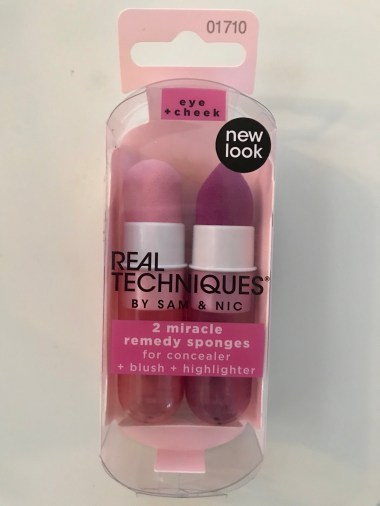 01710
eye
+ cheek
new
look
REAL
TECHNIQUES®
BY SAM & NIC
2 miracle
remedy sponges
for concealer
+ blush + highlighter